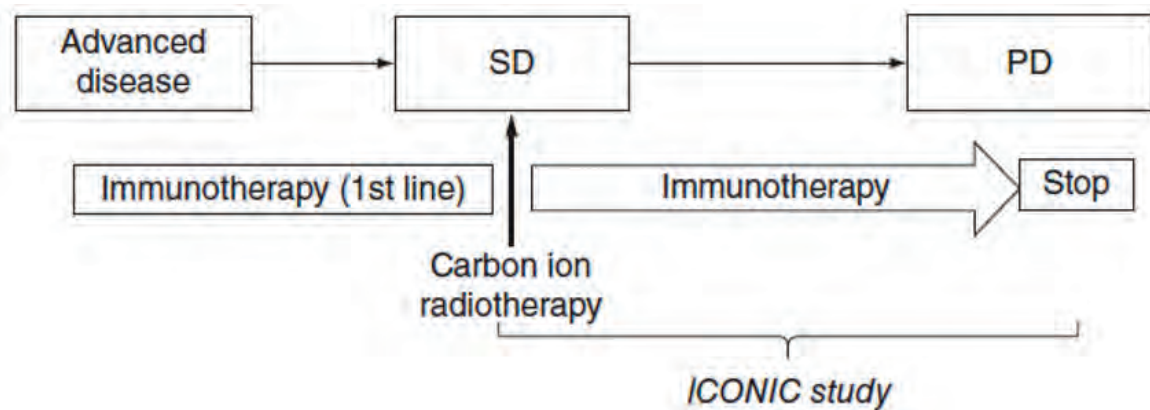 Advanced
disease
SD
PD
Immunotherapy (1st line)
Immunotherapy
Stop
Carbon ion
radiotherapy
ICONIC study